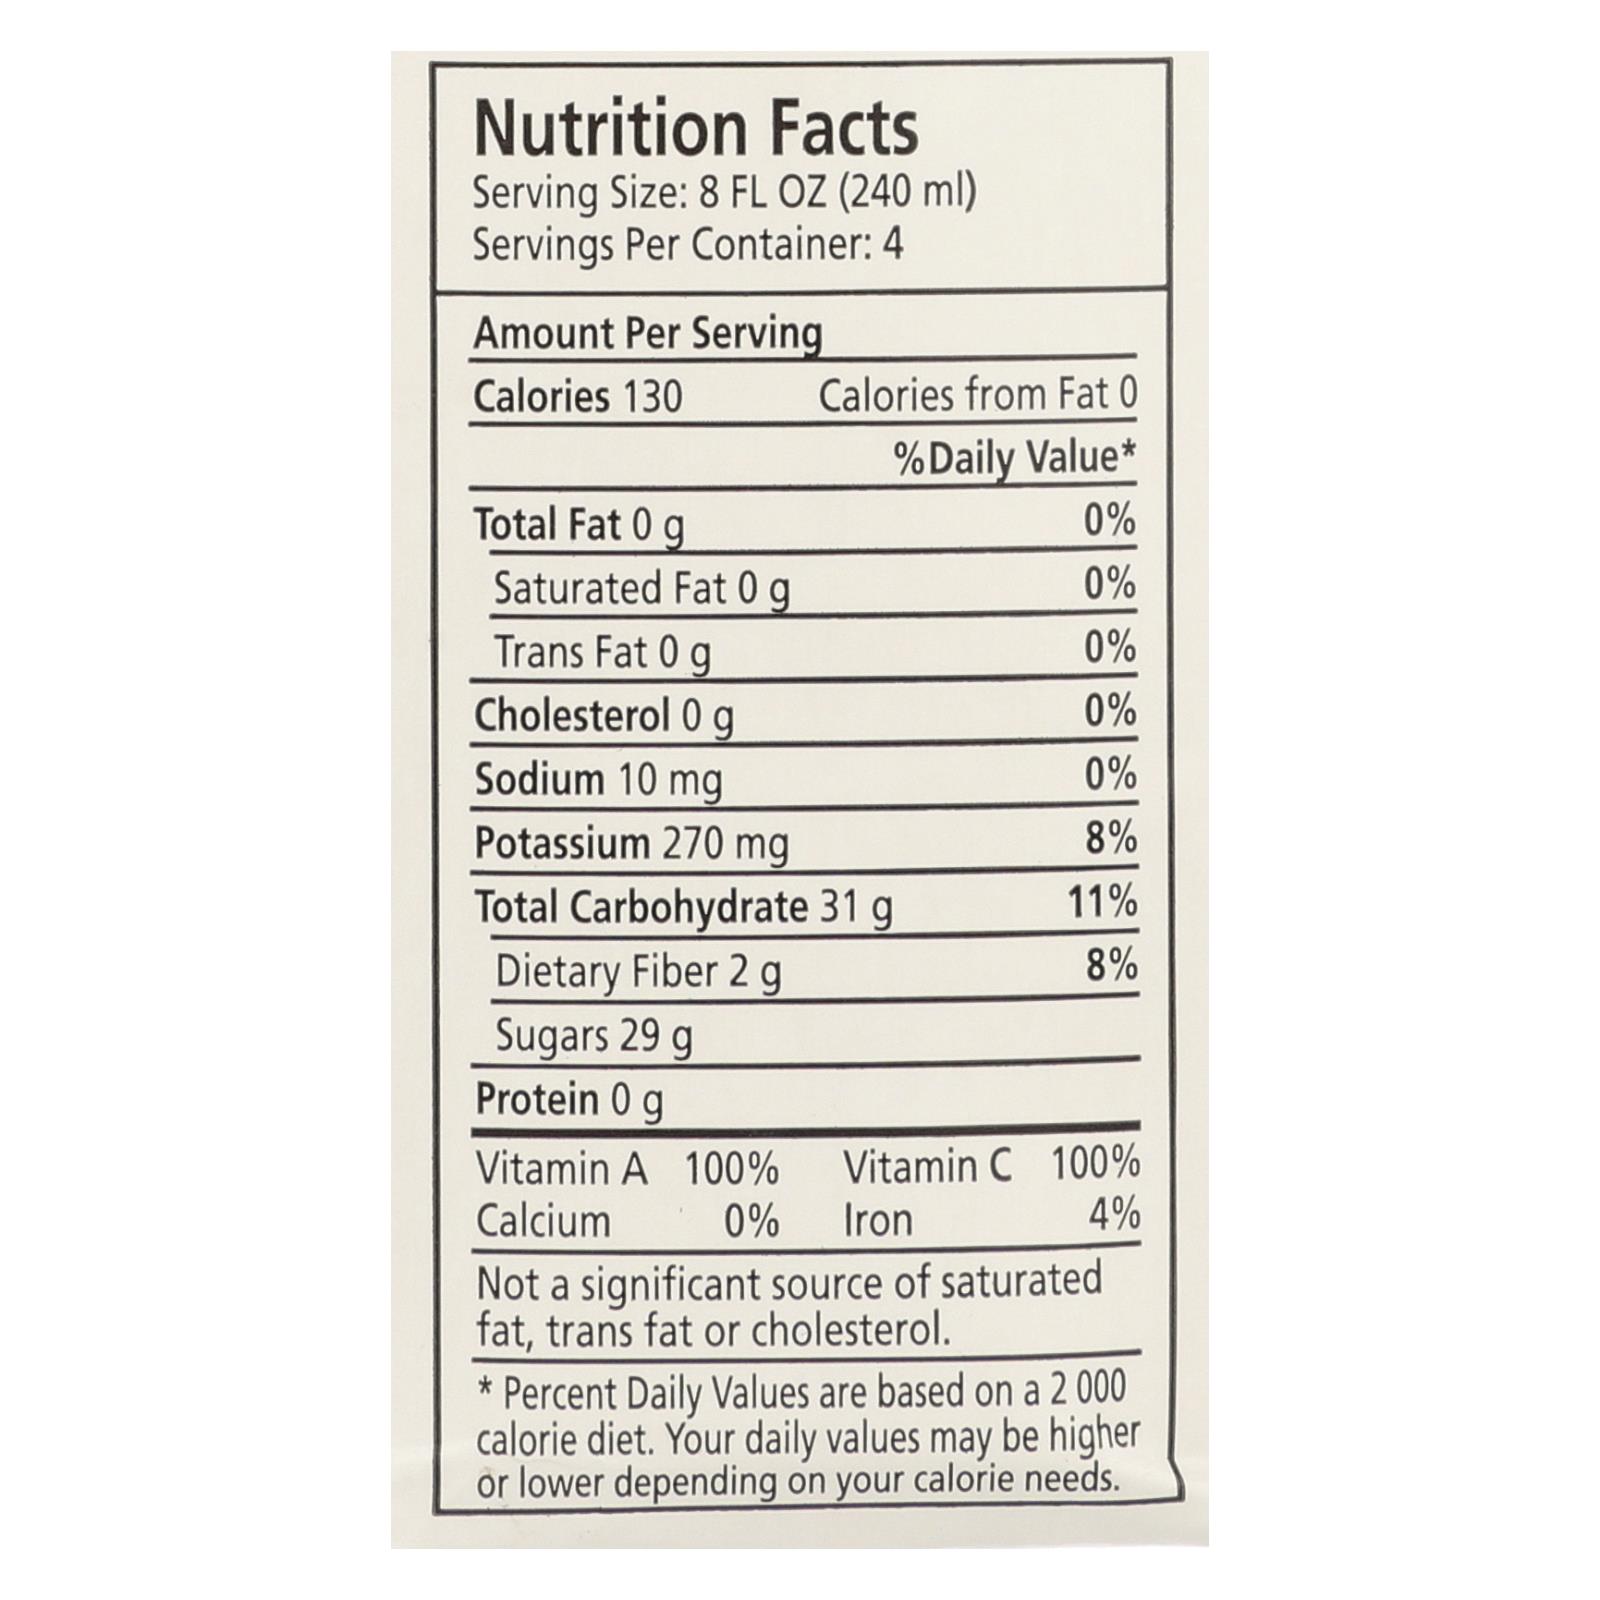 Nutrition Facts
Serving Size: 8 FL OZ (240 ml)
Servings Per Container: 4
Amount Per Serving
Calories 130 Calories from Fat 0
%Daily Value*
Total Fat 0 g 0%
Saturated Fat 0 g 0%
Trans Fat 0 g 0%
Cholesterol 0 g 0%
Sodium 10 mg 0%
Potassium 270 mg 8%
Total Carbohydrate 31 g 11%
Dietary Fiber 2 g 8%
Sugars 29 g
Protein 0 g
Vitamin A 100% Vitamin C 100%
Calcium 0% Iron 4%
Not a significant source of saturated
fat, trans fat or cholesterol.
* Percent Daily Values are based on a 2 000
calorie diet. Your daily values may be higher
or lower depending on your calorie needs.